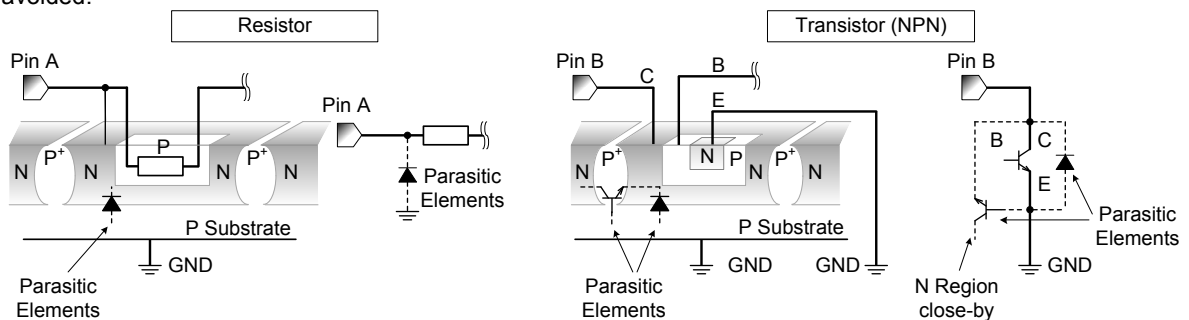 avoided.
Resistor
Transistor (NPN)
Pin A
Pin A
N
P+
N
P
N
P+
N
Parasitic
Elements
P Substrate
GND
Parasitic
Elements
Pin B
C
B
E
N
P+
N
N
P
N
P+
N
P Substrate
GND
GND
Parasitic
Elements
Pin B
B
C
E
Parasitic
Elements
GND
N Region
close-by